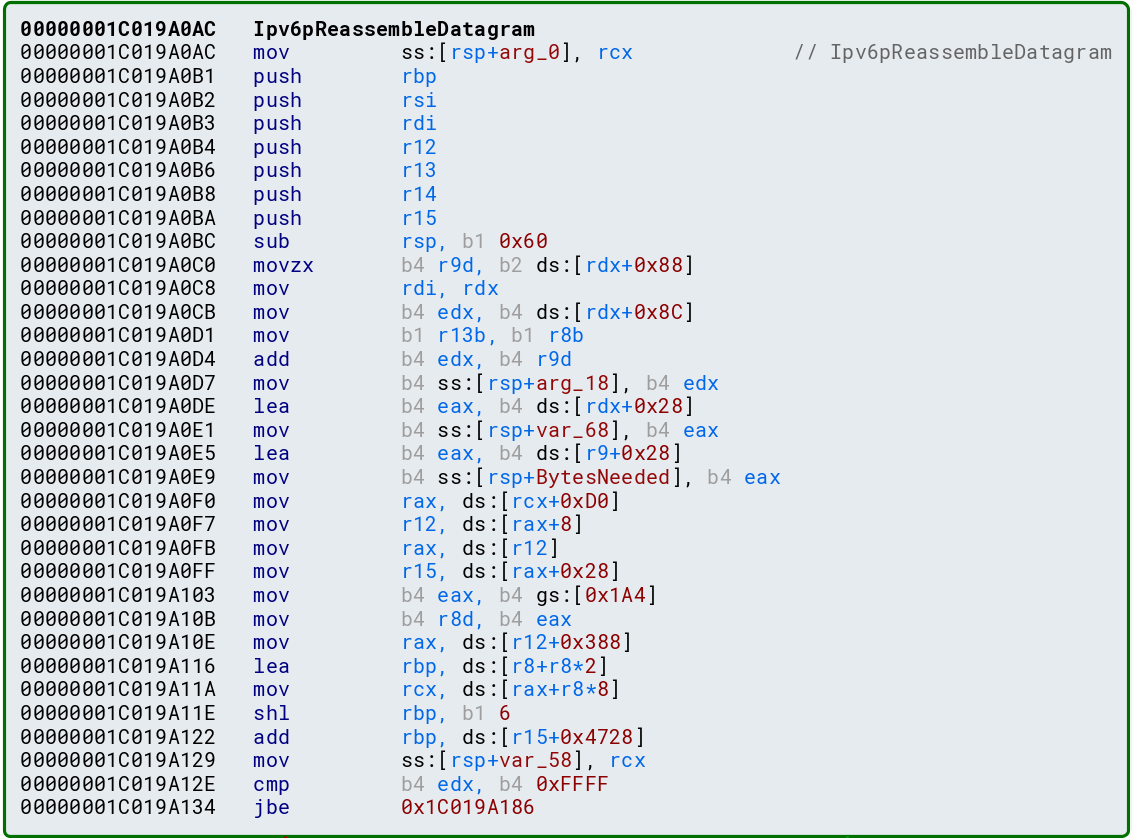 00000001C019A0AC Ipv6pReassembleDatagram
00000001C019A0AC mov ss:[rsp+arg_0], rcx // Ipv6pReassembleDatagram
00000001C019A0B1 push rbp
00000001C019A0B2 push rsi
00000001C019A0B3 push rdi
00000001C019A0B4 push r12
00000001C019A0B6 push r13
00000001C019A0B8 push r14
00000001C019A0BA push r15
00000001C019A0BC sub rsp, b1 0x60
00000001C019A0C0 movzx b4 r9d, b2 ds:[rdx+0x88]
00000001C019A0C8 mov rdi, rdx
00000001C019A0CB mov b4 edx, b4 ds:[rdx+0x8C]
00000001C019A0D1 mov b1 r13b, b1 r8b
00000001C019A0D4 add b4 edx, b4 r9d
00000001C019A0D7 mov b4 ss:[rsp+arg_18], b4 edx
00000001C019A0DE lea b4 eax, b4 ds:[rdx+0x28]
00000001C019A0E1 mov b4 ss:[rsp+var_68], b4 eax
00000001C019A0E5 lea b4 eax, b4 ds:[r9+0x28]
00000001C019A0E9 mov b4 ss:[rsp+BytesNeeded], b4 eax
00000001C019A0F0 mov rax, ds:[rcx+0xD0]
00000001C019A0F7 mov r12, ds:[rax+8]
00000001C019A0FB mov rax, ds:[r12]
00000001C019A0FF mov r15, ds:[rax+0x28]
00000001C019A103 mov b4 eax, b4 gs:[0x1A4]
00000001C019A10B mov b4 r8d, b4 eax
00000001C019A10E mov rax, ds:[r12+0x388]
00000001C019A116 lea rbp, ds:[r8+r8*2]
00000001C019A11A mov rcx, ds:[rax+r8*8]
00000001C019A11E shl rbp, b1 6
00000001C019A122 add rbp, ds:[r15+0x4728]
00000001C019A129 mov ss:[rsp+var_58], rcx
00000001C019A12E cmp b4 edx, b4 0xFFFF
00000001C019A134 jbe 0x1C019A186